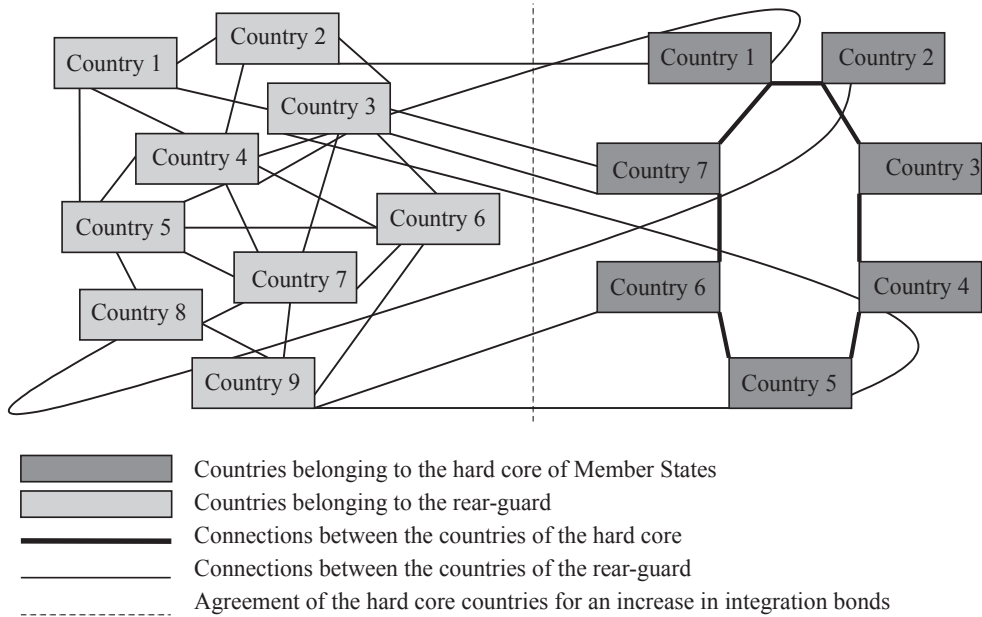 Country 1
Country 2
Country 3
Country 4
Country 5
Country 6
Country 7
Country 8
Country 9
Country 1
Country 2
Country 7
Country 3
Country 6
Country 4
Country 5
Countries belonging to the hard core of Member States
Countries belonging to the rear-guard
Connections between the countries of the hard core
Connections between the countries of the rear-guard
Agreement of the hard core countries for an increase in integration bonds